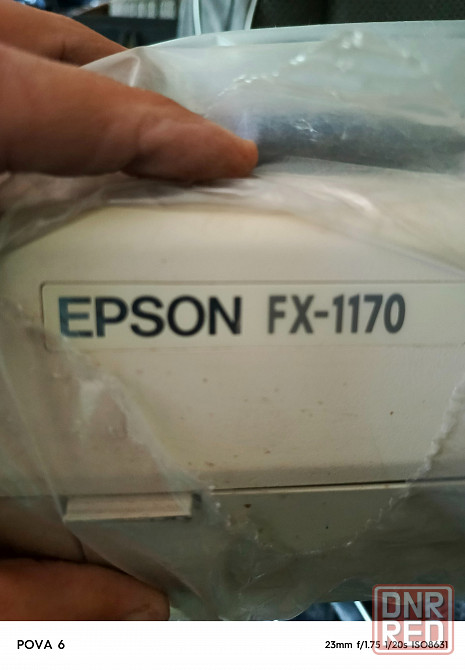 EPSON FX-1170
DNR
RED
POVA 6
23mm f/1.75 1/20s ISO8631